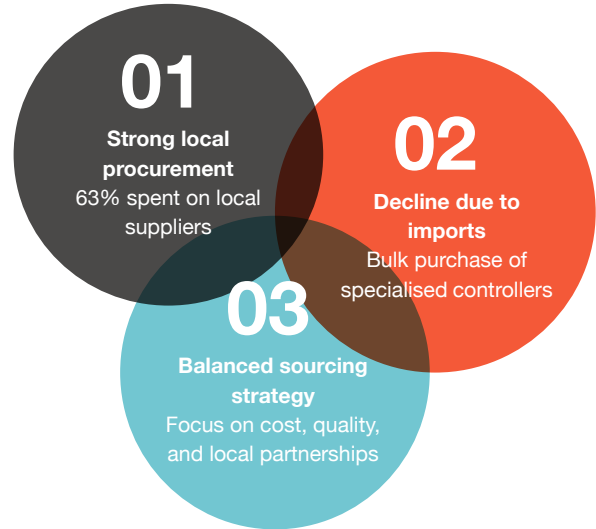 01
Strong local
procurement
63% spent on local
suppliers
02
Decline due to
imports
Bulk purchase of
specialised controllers
03
Balanced sourcing
strategy
Focus on cost, quality,
and local partnerships